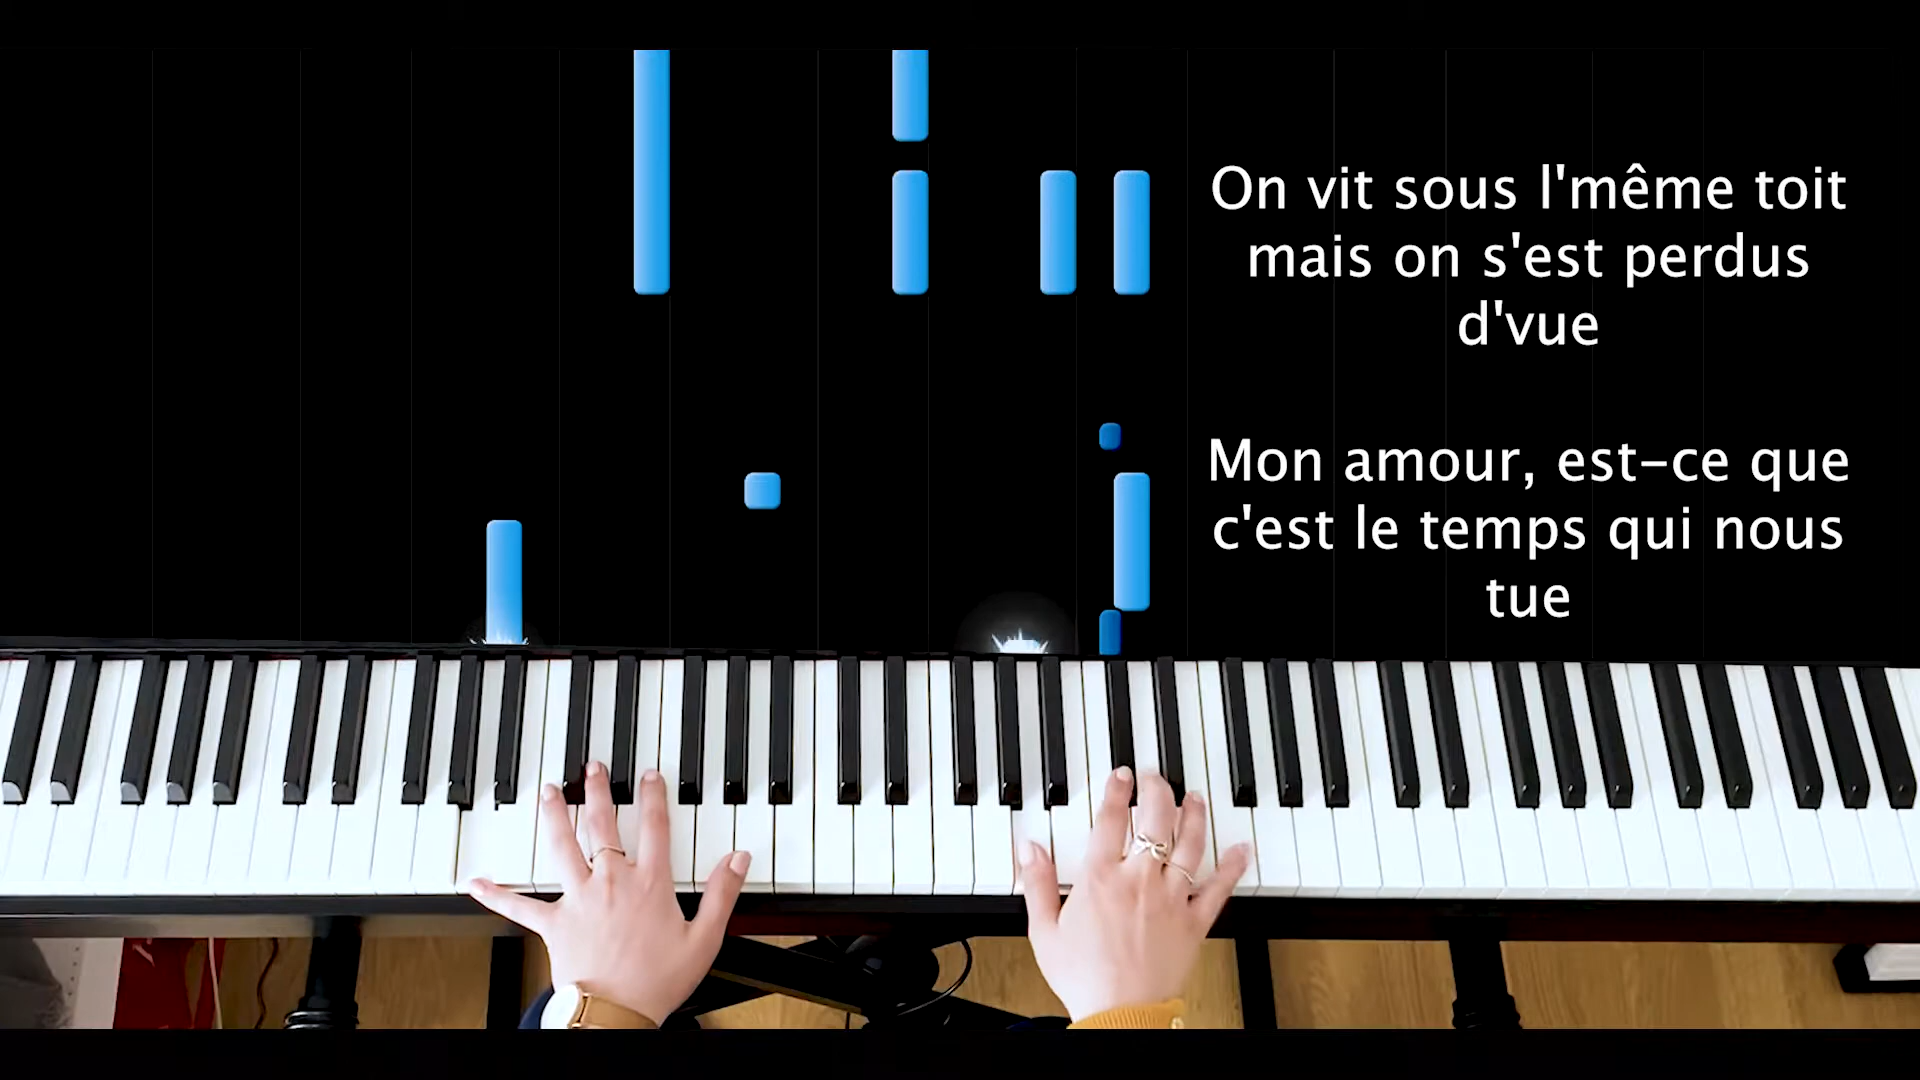 On vit sous l'même toit
mais on s'est perdus
d'vue
Mon amour, est-ce que
c'est le temps qui nous
tue